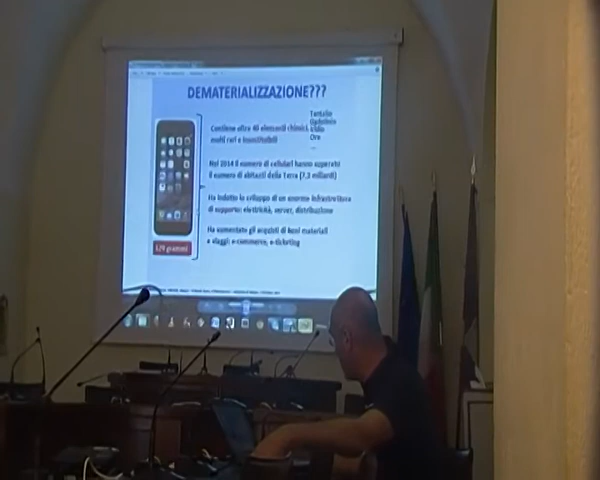 DEMATERIALIZZAZIONE???
Tantalio
Gadolinio
Iridio
Oro
...
Contiene oltre 40 elementi chimici
molti rari e insostituibili
Nel 2014 il numero di cellulari hanno superato
il numero di abitanti della Terra (7,3 miliardi)
Ha indotto lo sviluppo di un enorme infrastruttura
di supporto: elettricità, server, distribuzione
Ha aumentato gli acquisti di beni materiali
e viaggi: e-commerce, e-ticketing
129 grammi